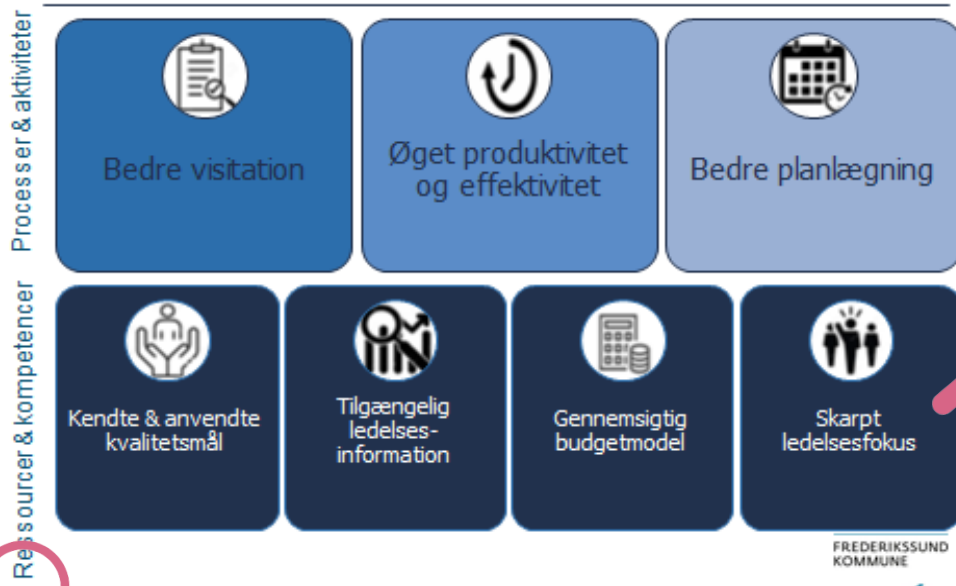 Processer & aktiviteter
Bedre visitation
Øget produktivitet
og effektivitet
Bedre planlægning
Ressourcer & kompetencer
Kendte & anvendte
kvalitetsmål
Tilgængelig
ledelses-
information
Gennemsigtig
budgetmodel
Skarpt
ledelsesfokus
FREDERIKSSUND
KOMMUNE